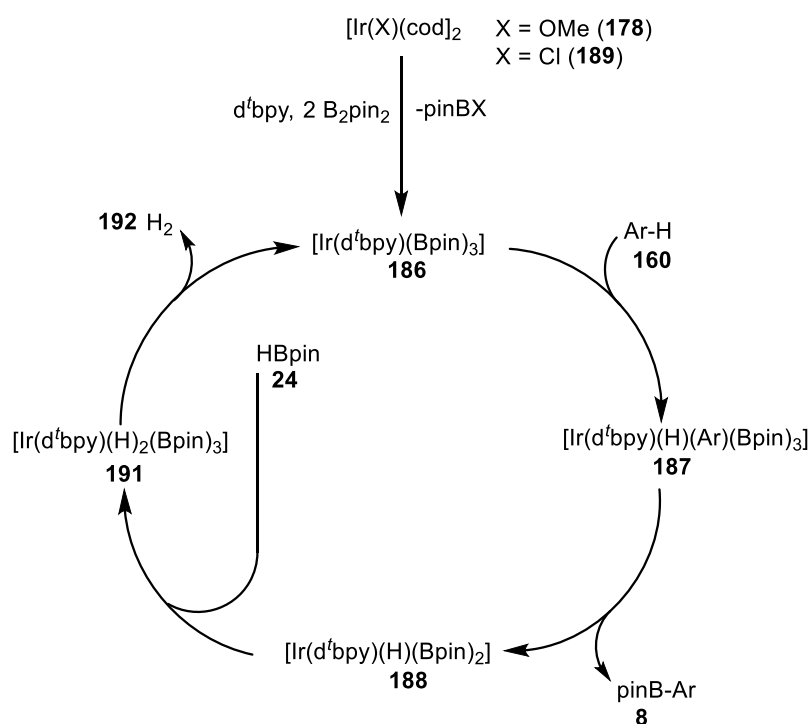 [Ir(X)(cod]2 X = OMe (178)
X = Cl (189)
dtbpy, 2 B2pin2 -pinBX
192 H2
[Ir(dtbpy)(Bpin)3]
186
Ar-H
160
HBpin
24
[Ir(dtbpy)(H)2(Bpin)3]
191
[Ir(dtbpy)(H)(Ar)(Bpin)3]
187
[Ir(dtbpy)(H)(Bpin)2]
188
pinB-Ar
8